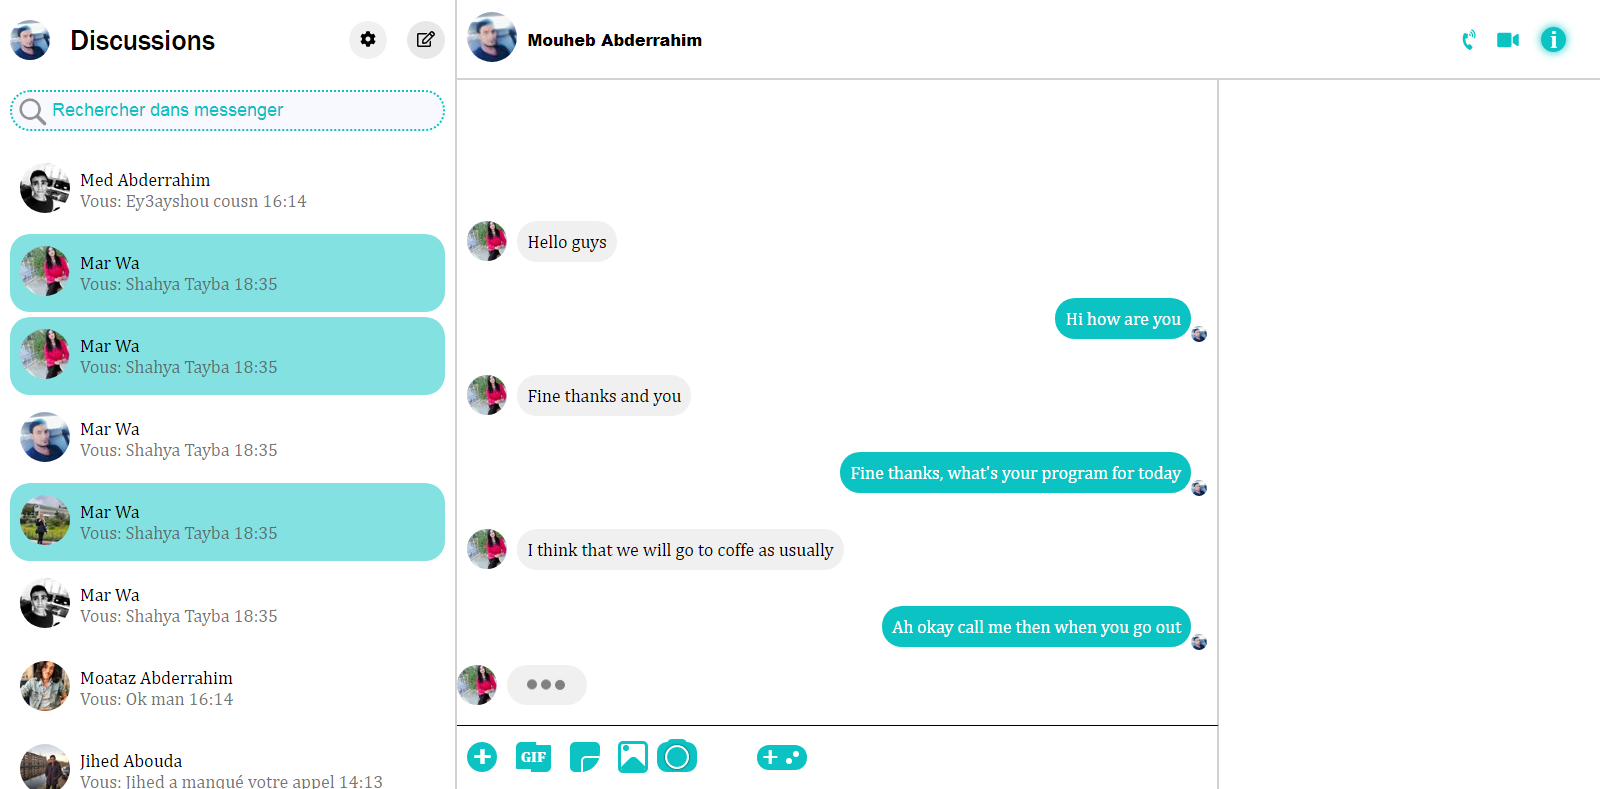 Discussions
Rechercher dans messenger
Med Abderrahim
Vous: Ey3ayshou cousn 16:14
Mar Wa
Vous: Shahya Tayba 18:35
Mar Wa
Vous: Shahya Tayba 18:35
Mar Wa
Vous: Shahya Tayba 18:35
Mar Wa
Vous: Shahya Tayba 18:35
Mar Wa
Vous: Shahya Tayba 18:35
Moataz Abderrahim
Vous: Ok man 16:14
Jihed Abouda
Vous: Jihed a manqué votre appel 14:13
Mouheb Abderrahim
Hello guys
Hi how are you
Fine thanks and you
Fine thanks, what's your program for today
I think that we will go to coffe as usually
Ah okay call me then when you go out
GIF